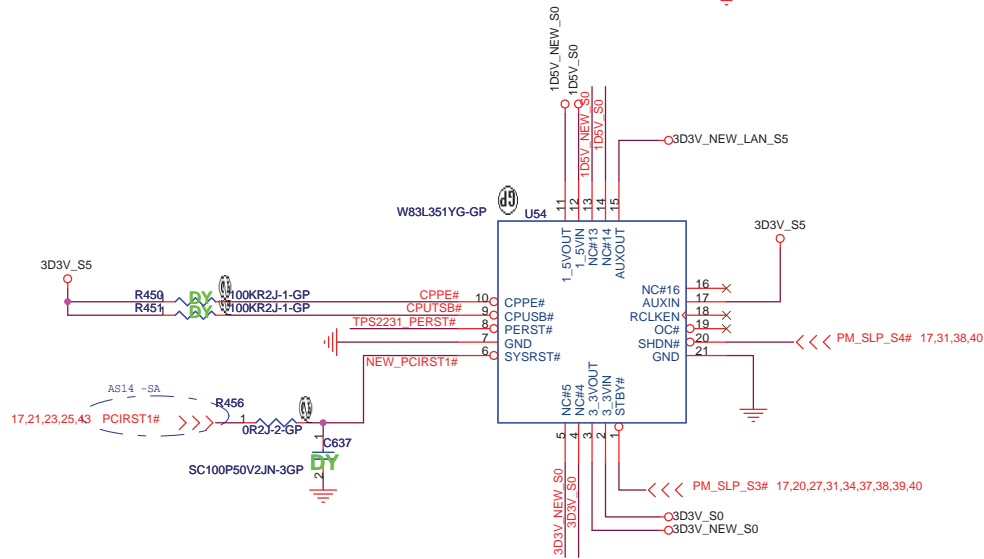 1D5V_NEW_S0
1D5V_S0
1D5V_NEW_S0
1D5V_S0
3D3V_NEW_LAN_S5
W83L351YG-GP
GP
U54
11
12
13
14
15
1_5VOUT
1_5VIN
NC#13
NC#14
AUXOUT
3D3V_S5
3D3V_S5
R450
1
DY
100KR2J-1-GP
R451
1
DY
100KR2J-1-GP
CPPE#
10
CPPE#
CPUTSB#
9
CPUSB#
TPS2231_PERST#
8
PERST#
7
GND
NEW_PCIRST1#
6
SYSRST#
NC#16
16
AUXIN
17
RCLKEN
18
OC#
19
SHDN#
20
PM_SLP_S4# 17,31,38,40
GND
21
AS14 -SA
17,21,23,25,43 PCIRST1#
R456
1
0R2J-2-GP
1
C637
DY
SC100P50V2JN-3GP
2
NC#5
NC#4
3_3VOUT
3_3VIN
STBY#
5
4
3
2
1
3D3V_NEW_S0
3D3V_S0
PM_SLP_S3# 17,20,27,31,34,37,38,39,40
3D3V_S0
3D3V_NEW_S0